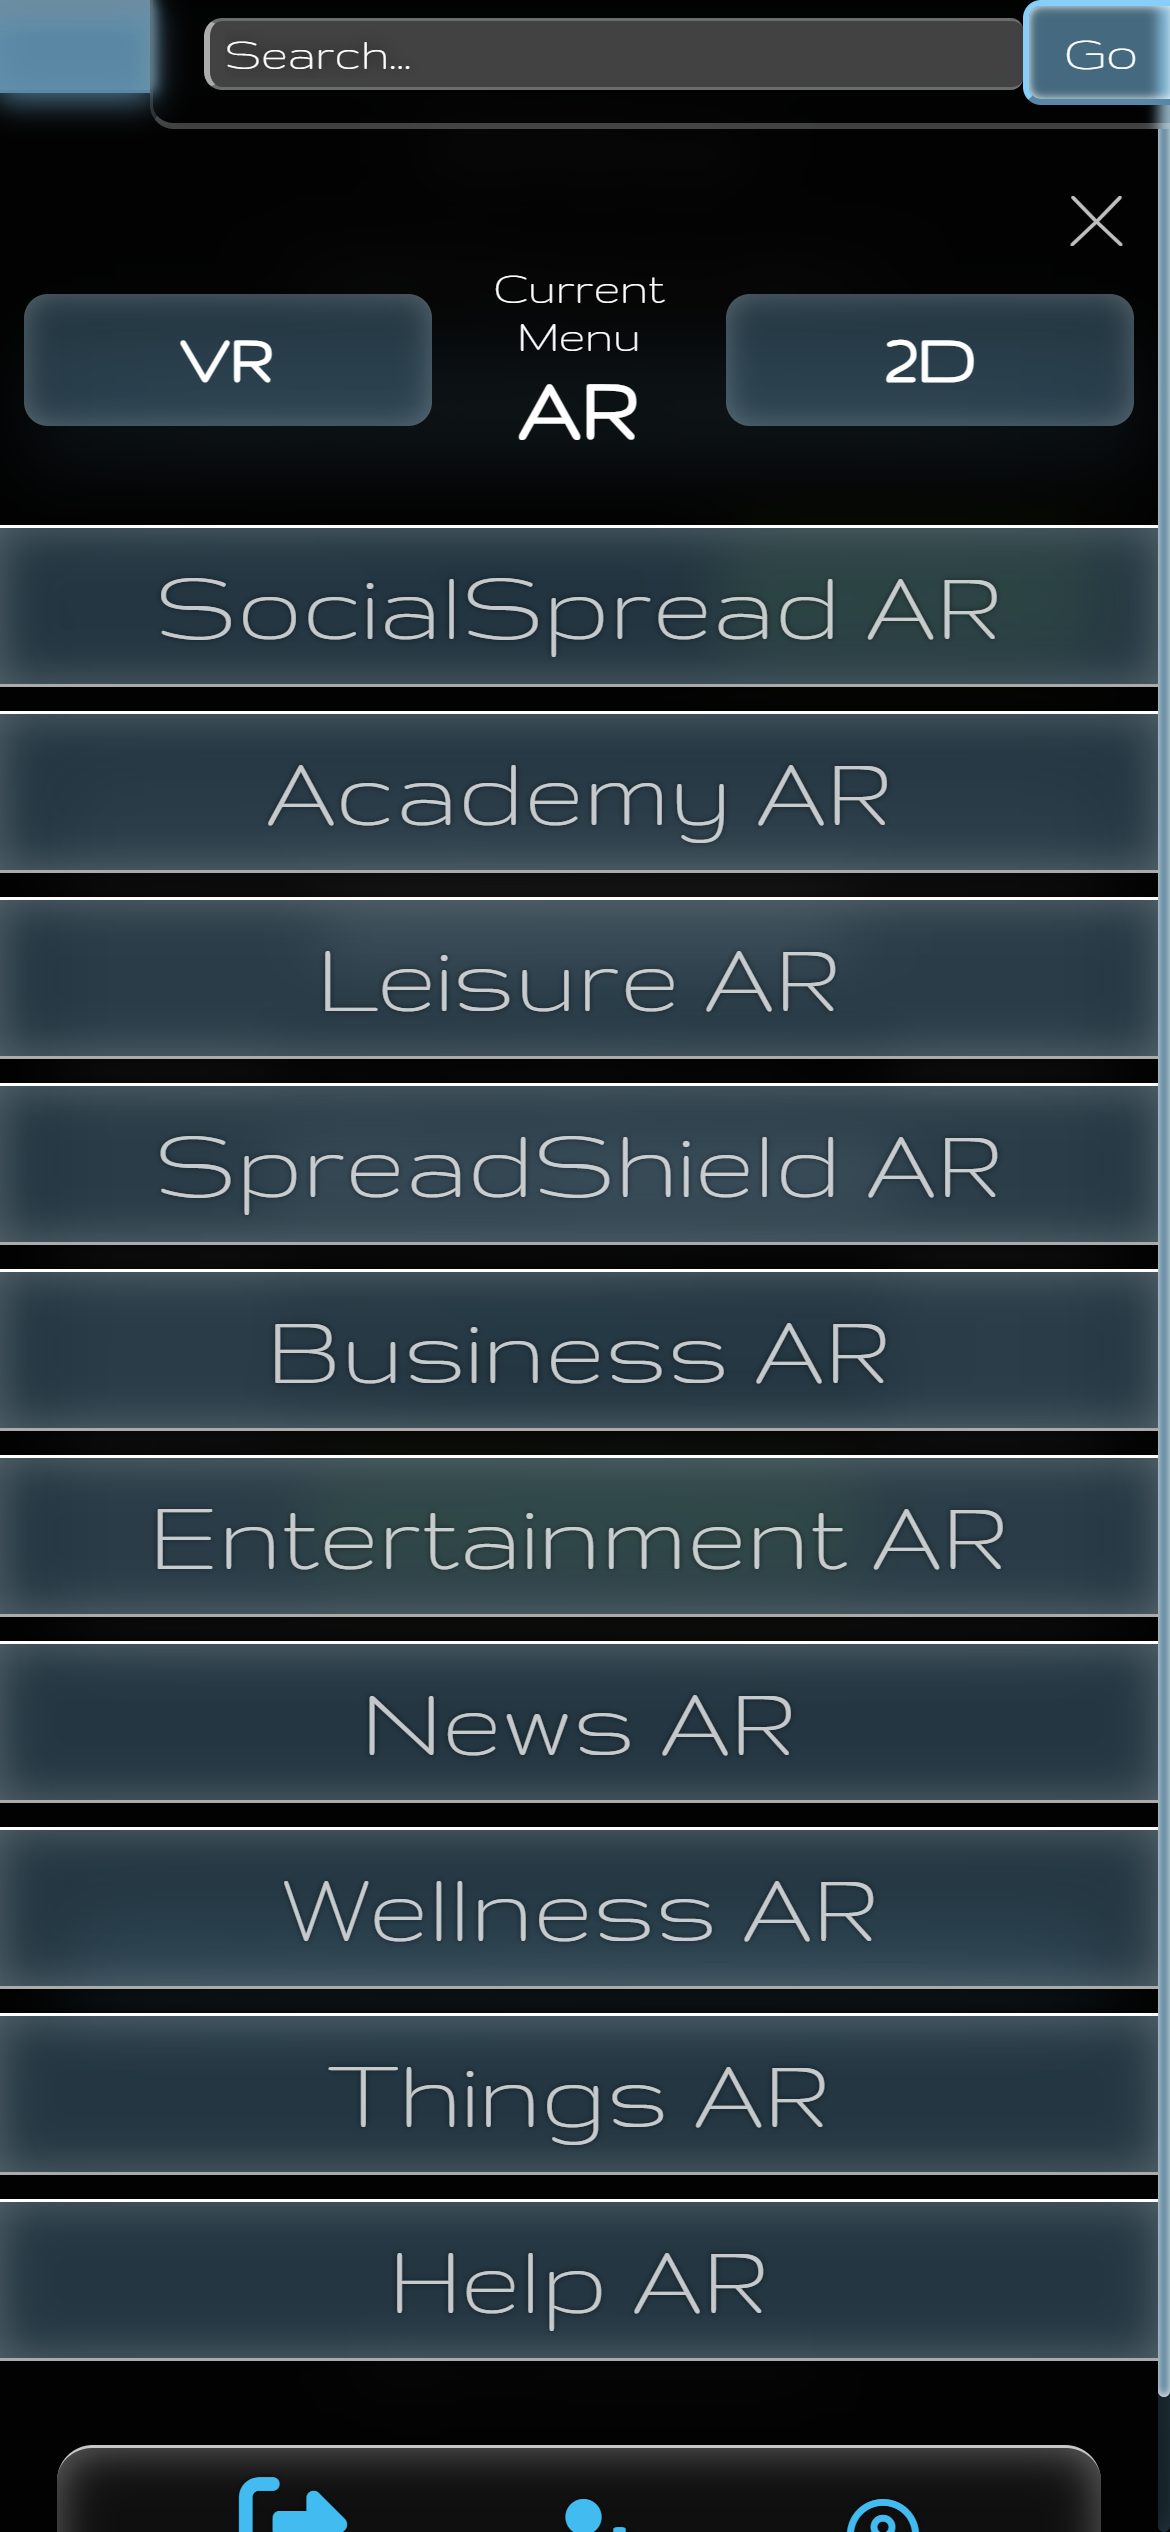 Search...
Go
Current
Menu
VR
AR
2D
SocialSpread AR
Academy AR
Leisure AR
SpreadShield AR
Business AR
Entertainment AR
News AR
Wellness AR
Things AR
Help AR